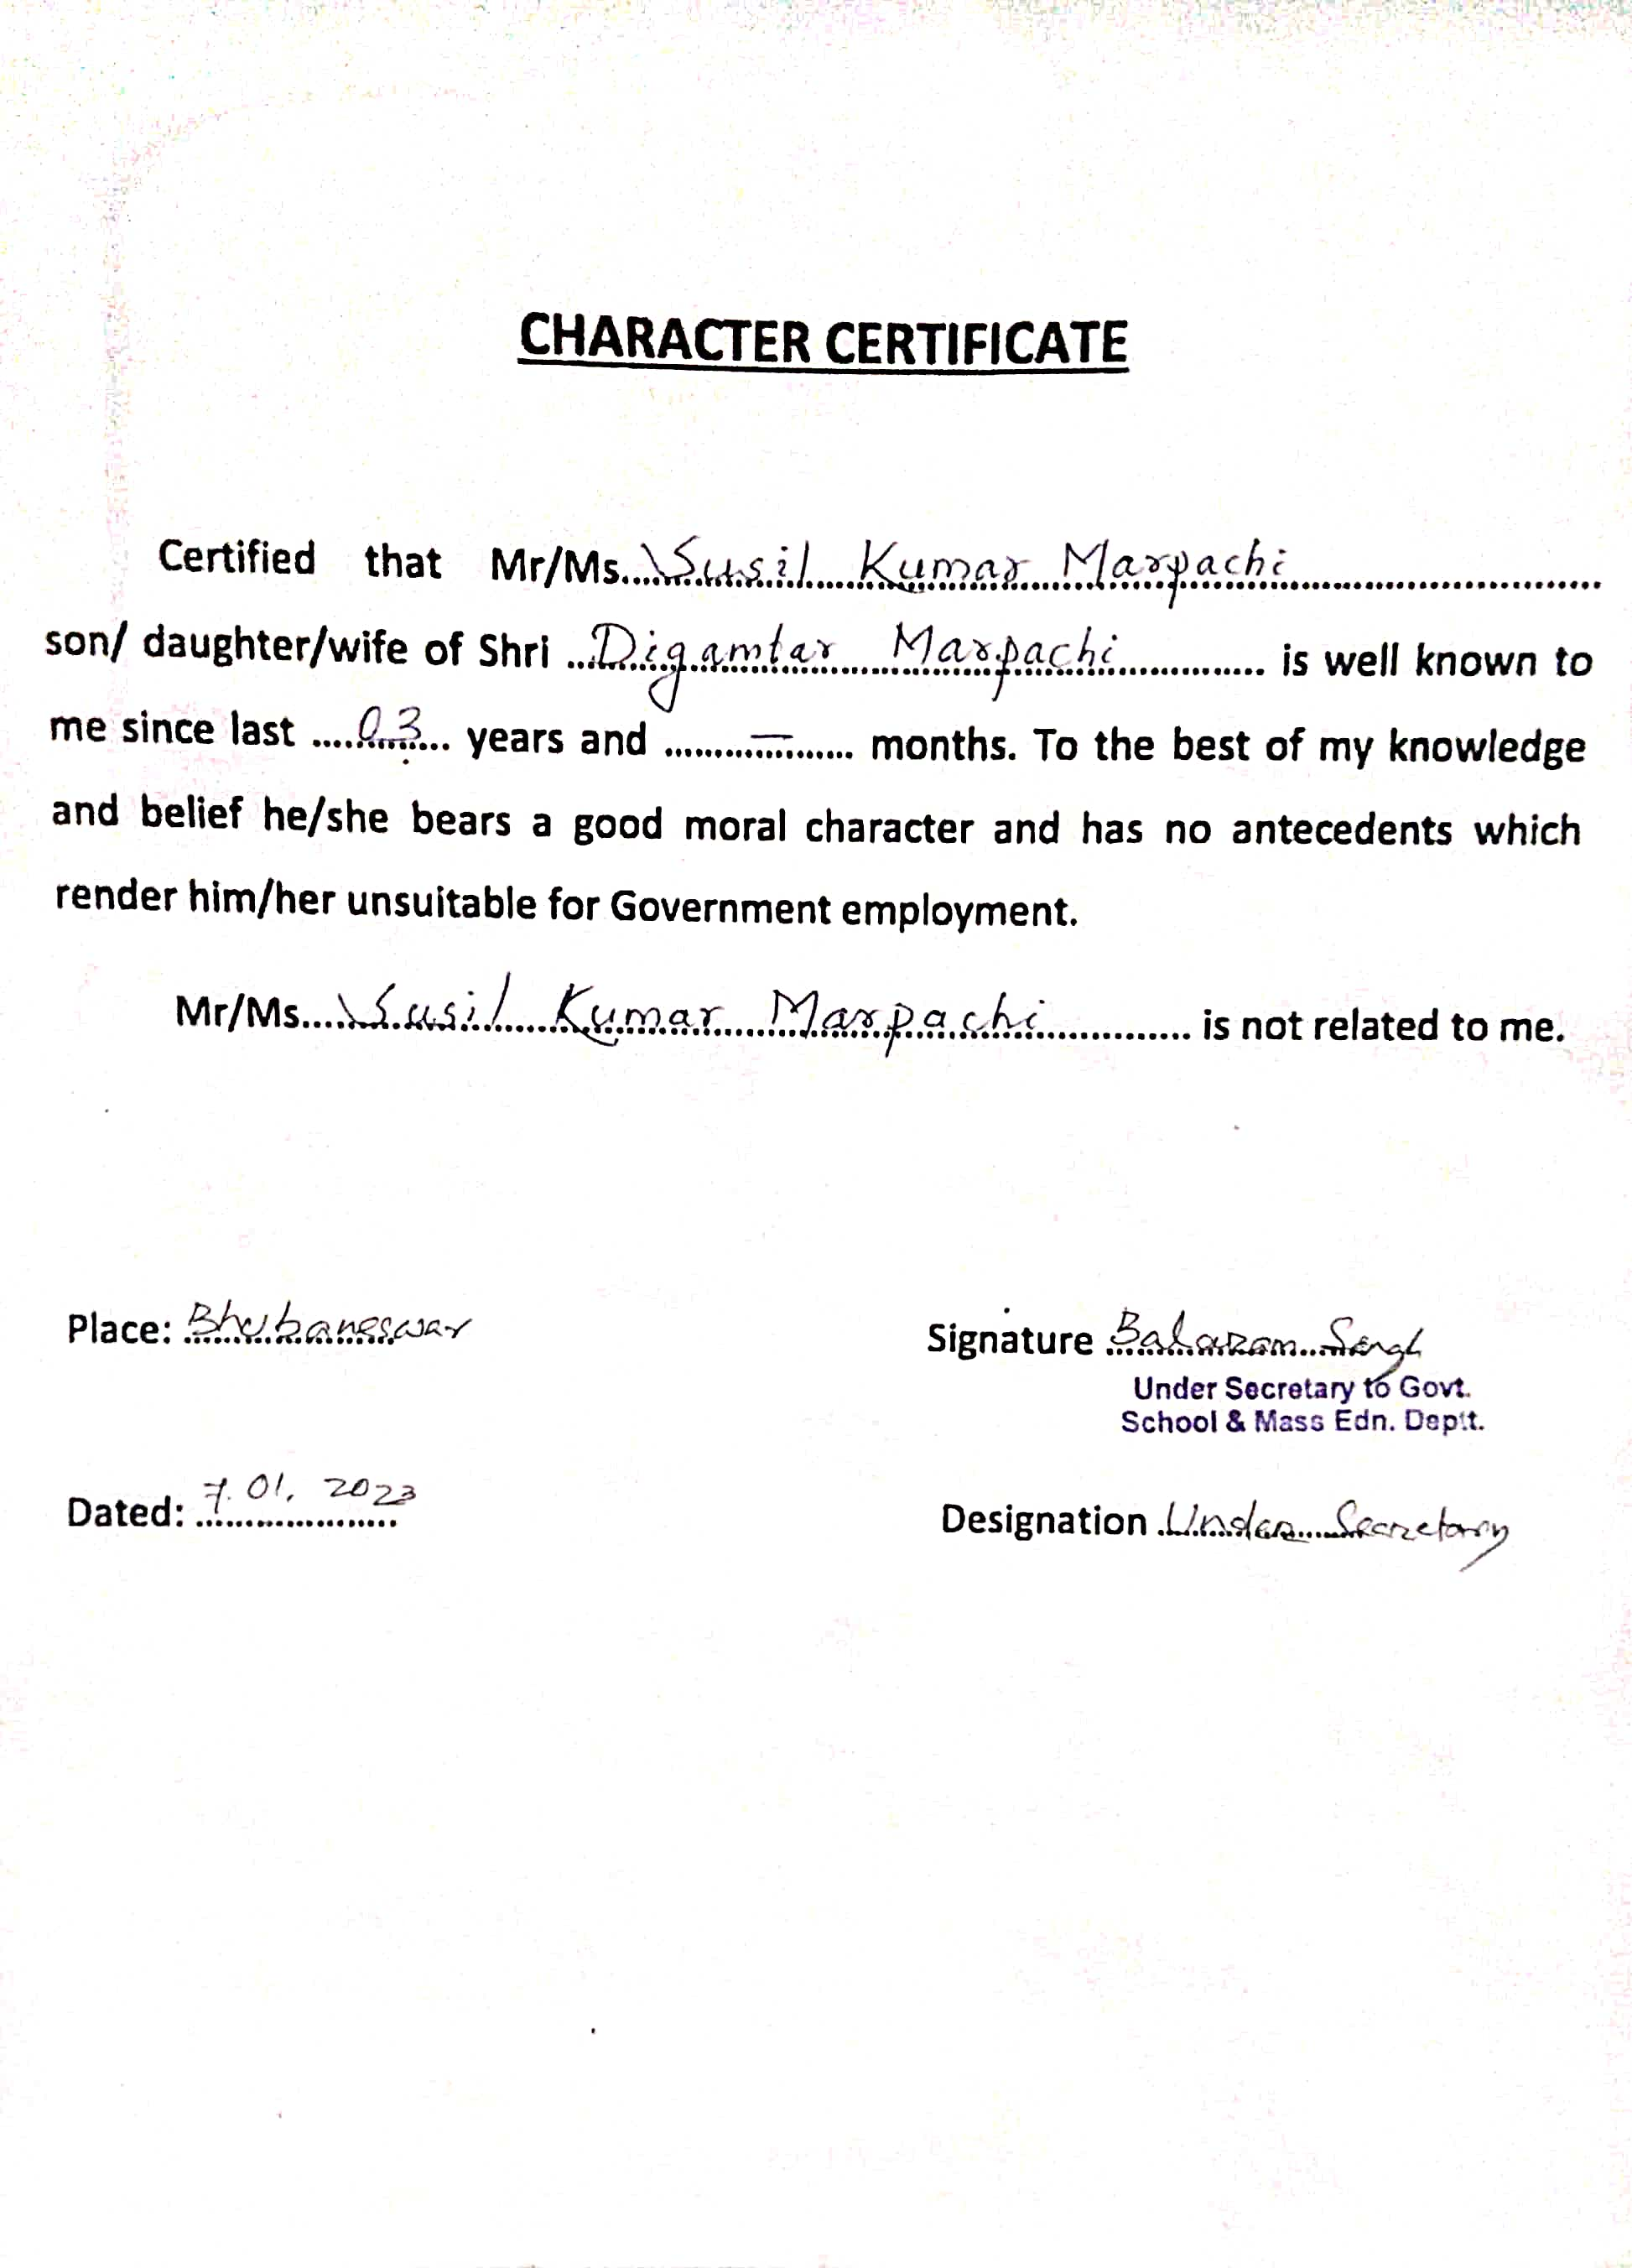 CHARACTER CERTIFICATE
Certified that Mr/Ms. Susil Kumar Marpachi
son/ daughter/wife of Shri Digambar Marpachi is well known to
me since last 03 years and — months. To the best of my knowledge
and belief he/she bears a good moral character and has no antecedents which
render him/her unsuitable for Government employment.
Mr/Ms. Susil Kumar Marpachi is not related to me.
Place: Bhubaneswar
Signature Balaram Singh
Under Secretary to Govt.
School & Mass Edn. Deptt.
Dated: 7.01.2023
Designation Under Secretary